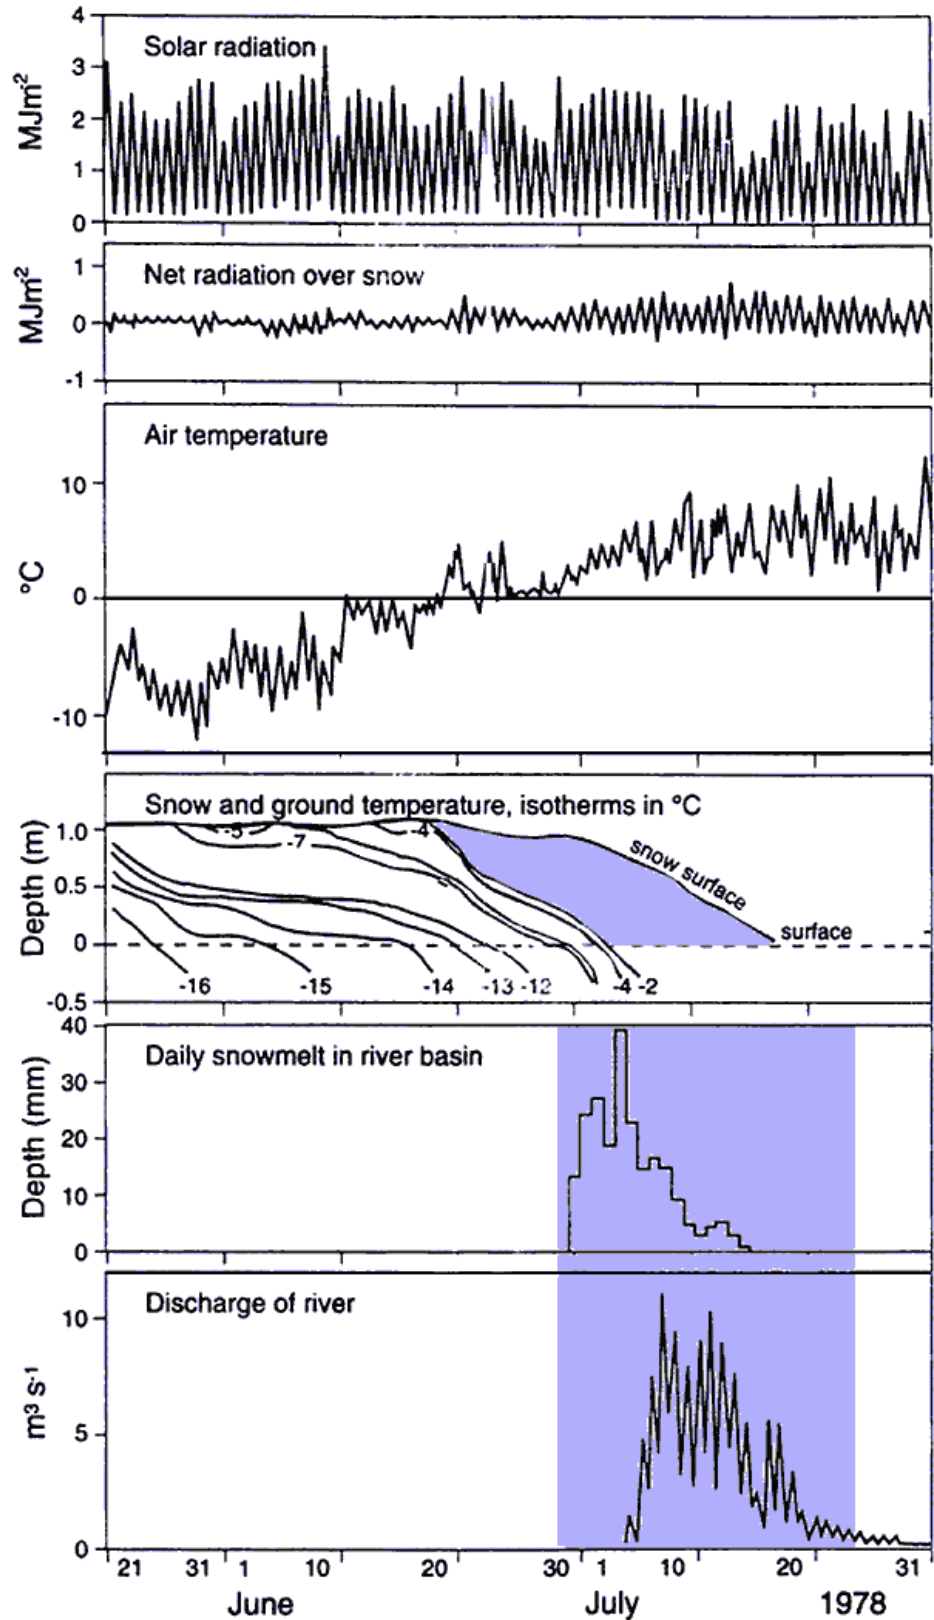 4
3
2
1
0
MJm²
Solar radiation
1
0
-1
MJm²
Net radiation over snow
10
0
-10
°C
Air temperature
1.0
0.5
0
-0.5
Depth (m)
Snow and ground temperature, isotherms in °C
-5
-7
-4
snow surface
surface
-16
-15
-14
-13
-12
-4
-2
40
30
20
10
0
Depth (mm)
Daily snowmelt in river basin
10
5
0
m³ s⁻¹
Discharge of river
21 31 1 10 20 30 1 10 20 31
June July 1978